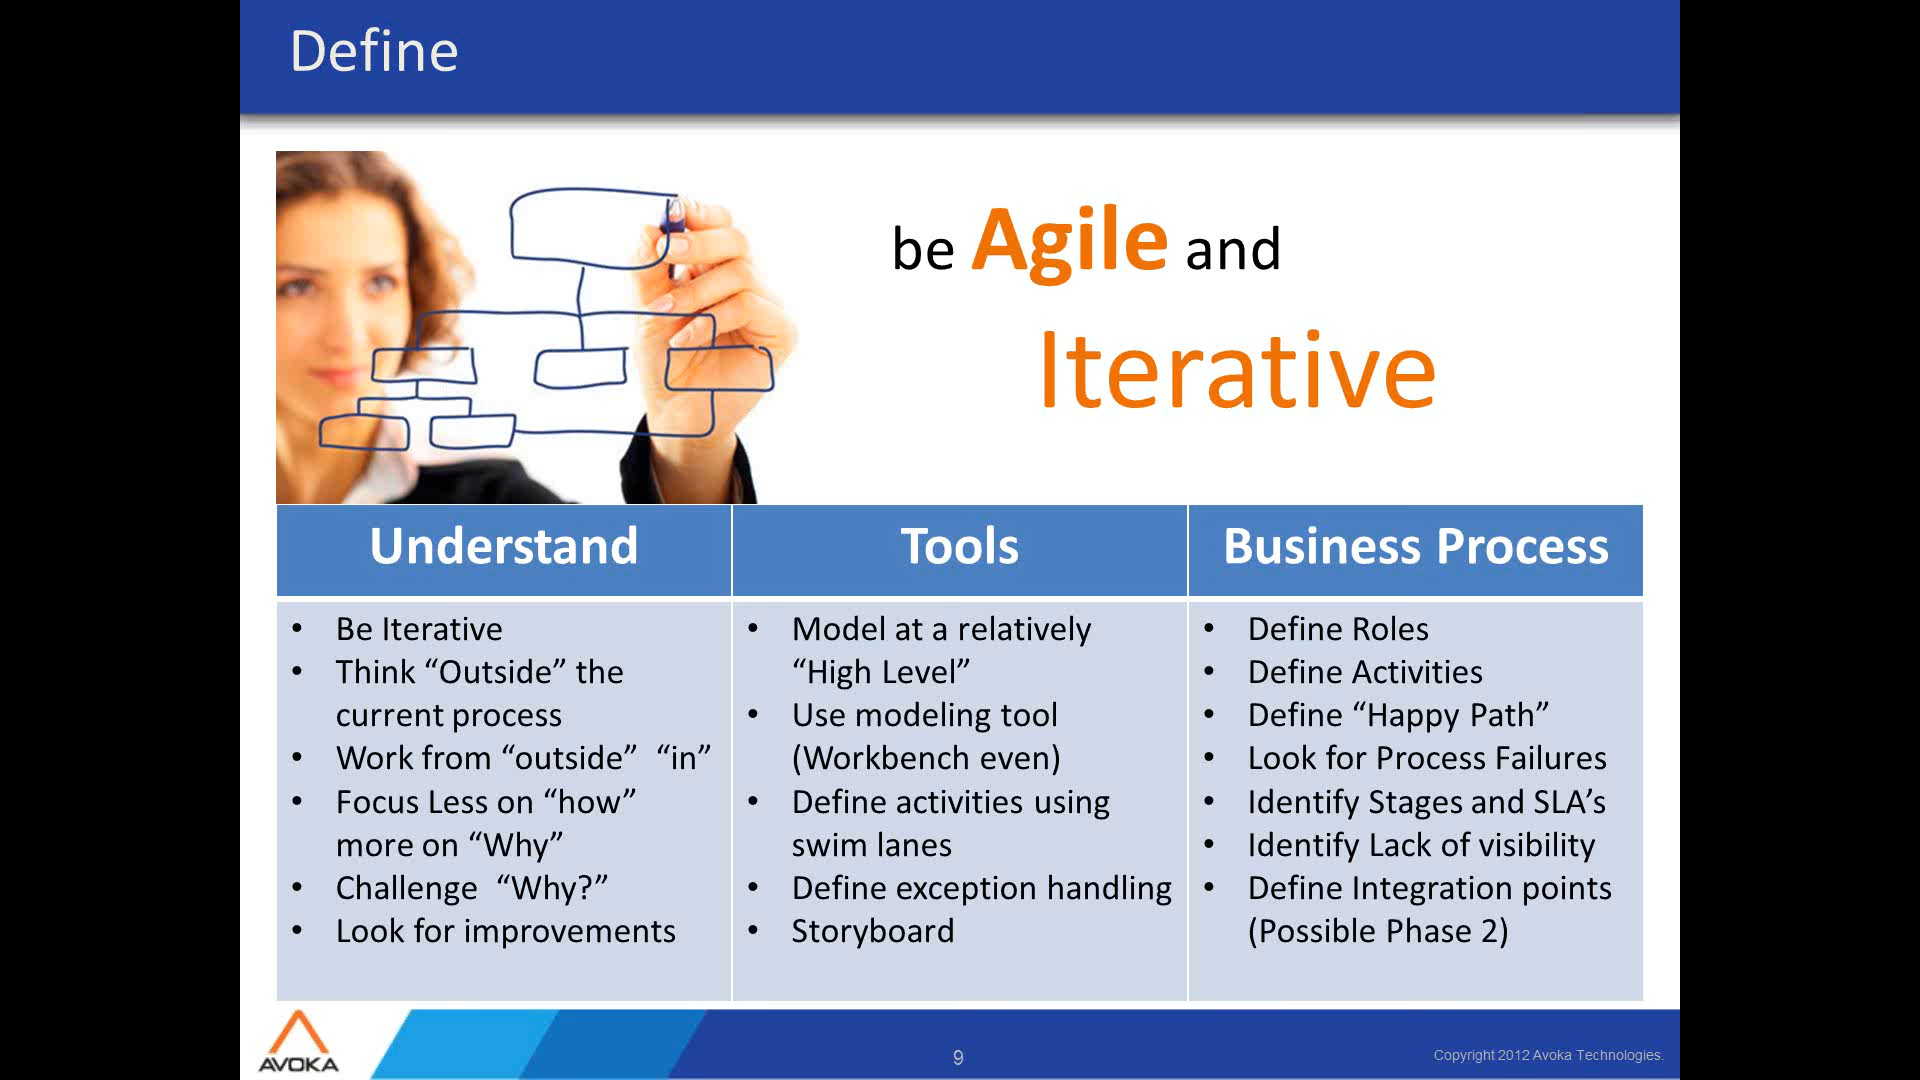 Define
be Agile and
Iterative
Understand
Tools
Business Process
• Be Iterative
• Think “Outside” the
current process
• Work from “outside”  “in”
• Focus Less on “how”
more on “Why”
• Challenge  “Why?”
• Look for improvements
• Model at a relatively
“High Level”
• Use modeling tool
(Workbench even)
• Define activities using
swim lanes
• Define exception handling
• Storyboard
• Define Roles
• Define Activities
• Define “Happy Path”
• Look for Process Failures
• Identify Stages and SLA’s
• Identify Lack of visibility
• Define Integration points
(Possible Phase 2)
AVOKA
9
Copyright 2012 Avoka Technologies.